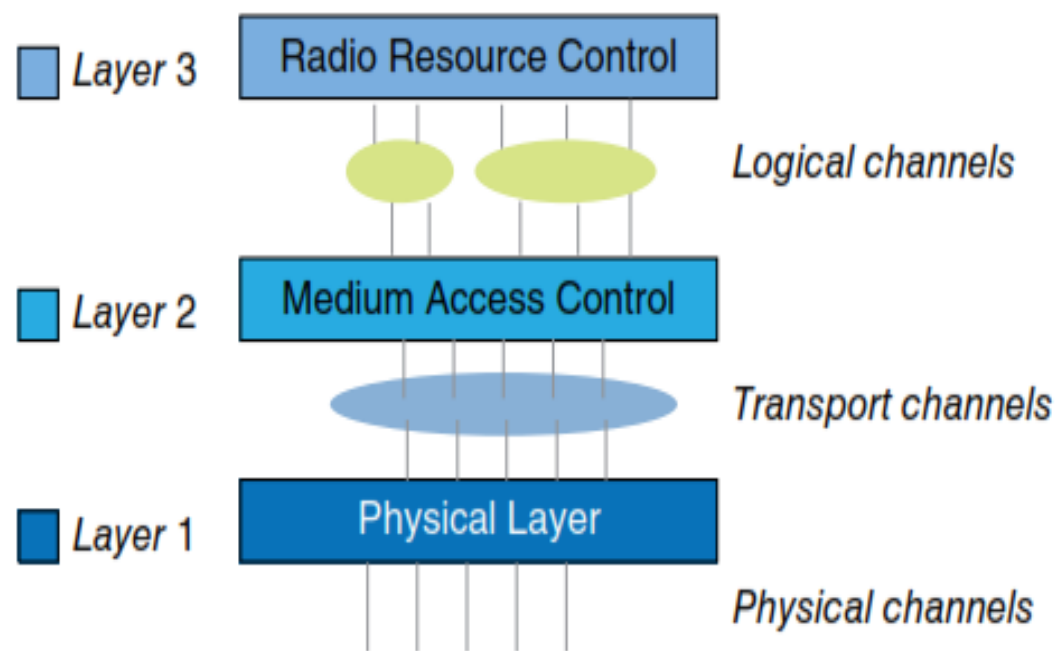 Layer 3
Radio Resource Control
Logical channels
Layer 2
Medium Access Control
Transport channels
Layer 1
Physical Layer
Physical channels